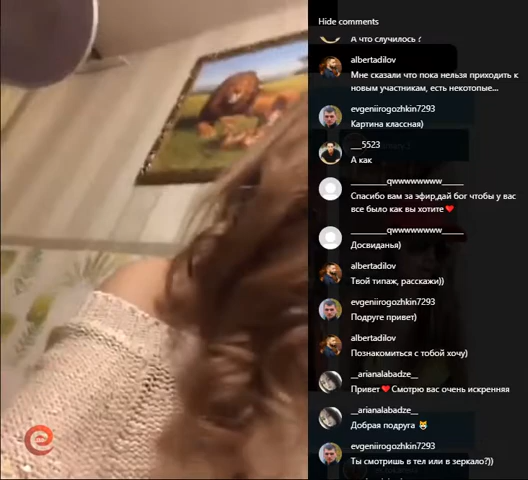 Hide comments
А что случилось ?
albertadilov
Мне сказали что пока нельзя приходить к
новым участникам, есть некотопые...
evgeniirogozhkin7293
Картина классная)
___5523
А как
_________qwwwwwwww_____
Спасибо вам за эфир,дай бог чтобы у вас
все было как вы хотите❤️
_________qwwwwwwww_____
Досвиданья)
albertadilov
Твой типаж, расскажи))
evgeniirogozhkin7293
Подруге привет)
albertadilov
Познакомиться с тобой хочу)
__arianalabadze__
Привет❤️Смотрю вас очень искренняя
__arianalabadze__
Добрая подруга 😻
evgeniirogozhkin7293
Ты смотришь в тел или в зеркало?))